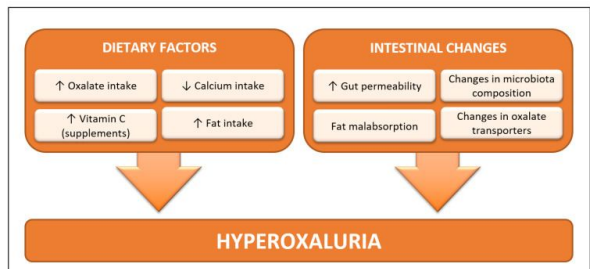 DIETARY FACTORS
↑ Oxalate intake
↓ Calcium intake
↑ Vitamin C
(supplements)
↑ Fat intake
INTESTINAL CHANGES
↑ Gut permeability
Changes in microbiota
composition
Fat malabsorption
Changes in oxalate
transporters
HYPEROXALURIA